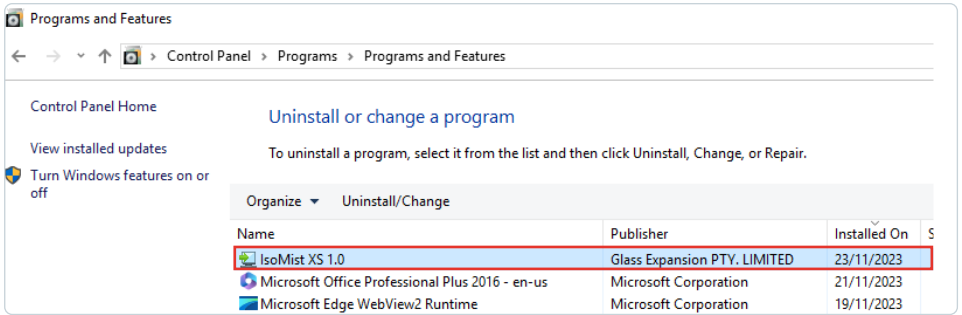 Programs and Features
Control Panel > Programs > Programs and Features
Control Panel Home
Uninstall or change a program
View installed updates
To uninstall a program, select it from the list and then click Uninstall, Change, or Repair.
Turn Windows features on or
off
Organize Uninstall/Change
Name Publisher Installed On S
IsoMist XS 1.0 Glass Expansion PTY. LIMITED 23/11/2023
Microsoft Office Professional Plus 2016 - en-us Microsoft Corporation 21/11/2023
Microsoft Edge WebView2 Runtime Microsoft Corporation 19/11/2023